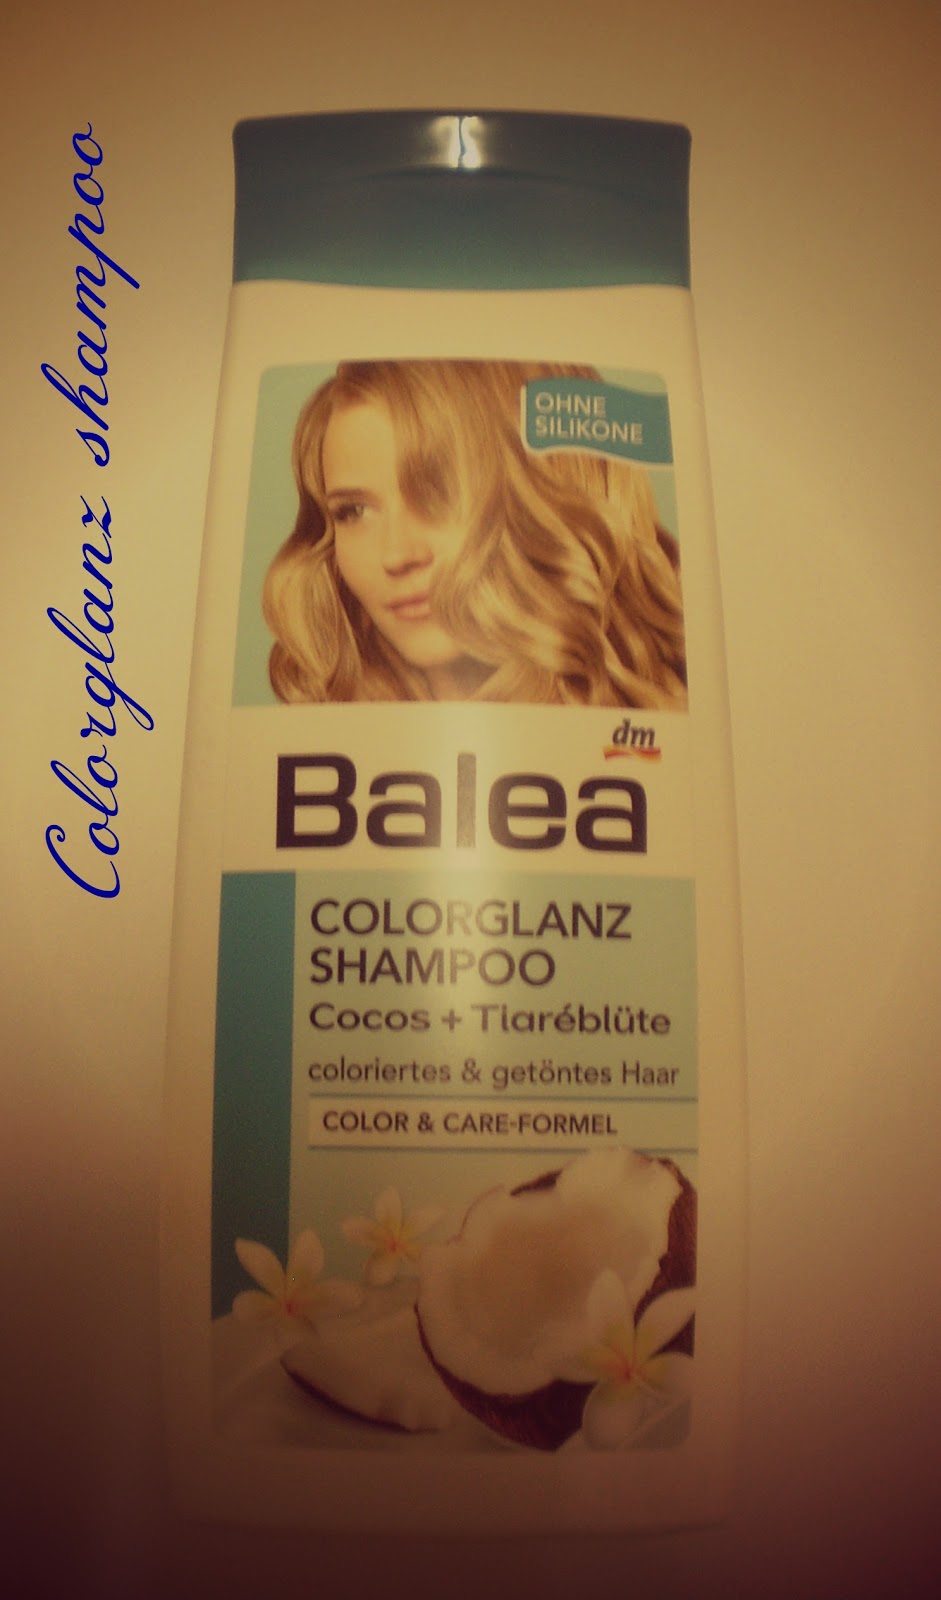 Colorglanz shampoo
OHNE
SILIKONE
dm
Balea
COLORGLANZ
SHAMPOO
Cocos + Tiaréblüte
coloriertes & getöntes Haar
COLOR & CARE-FORMEL